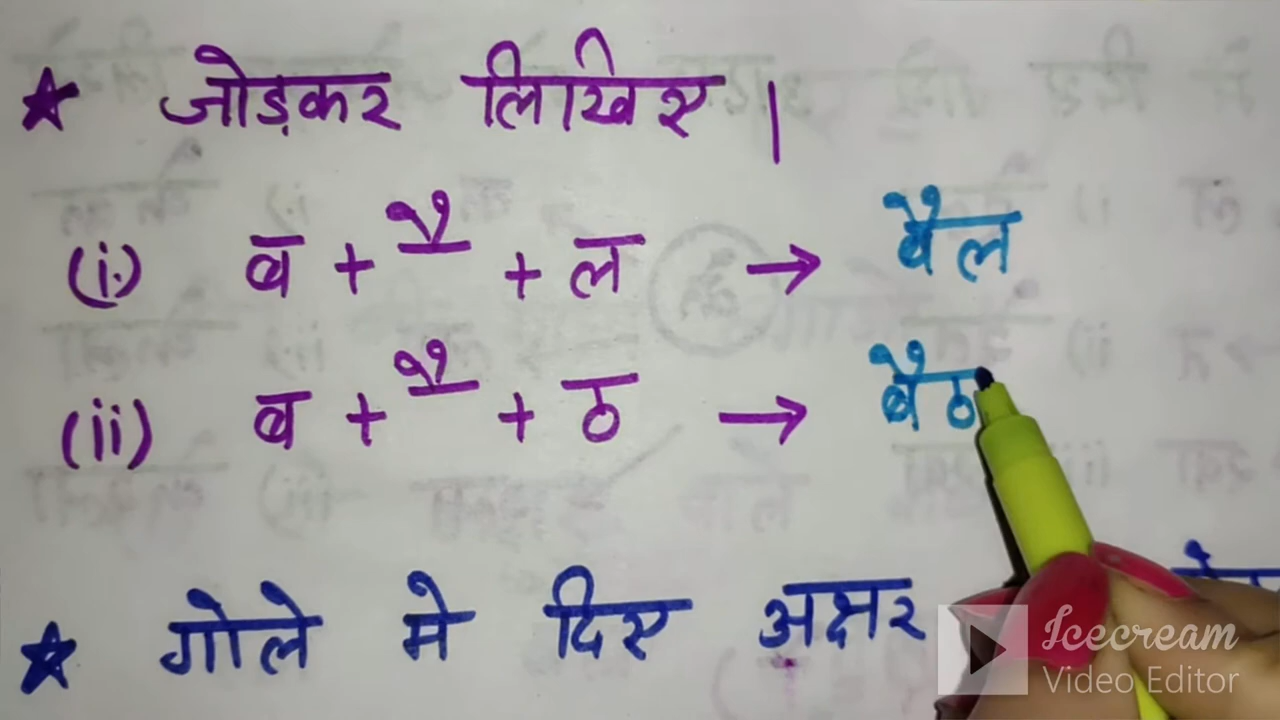 ★ जोड़कर लिखिए |
(i) ब + ै + ल → बैल
(ii) ब + ै + ठ → बैठ
★ गोले मे दिए अक्षर
Icecream
Video Editor